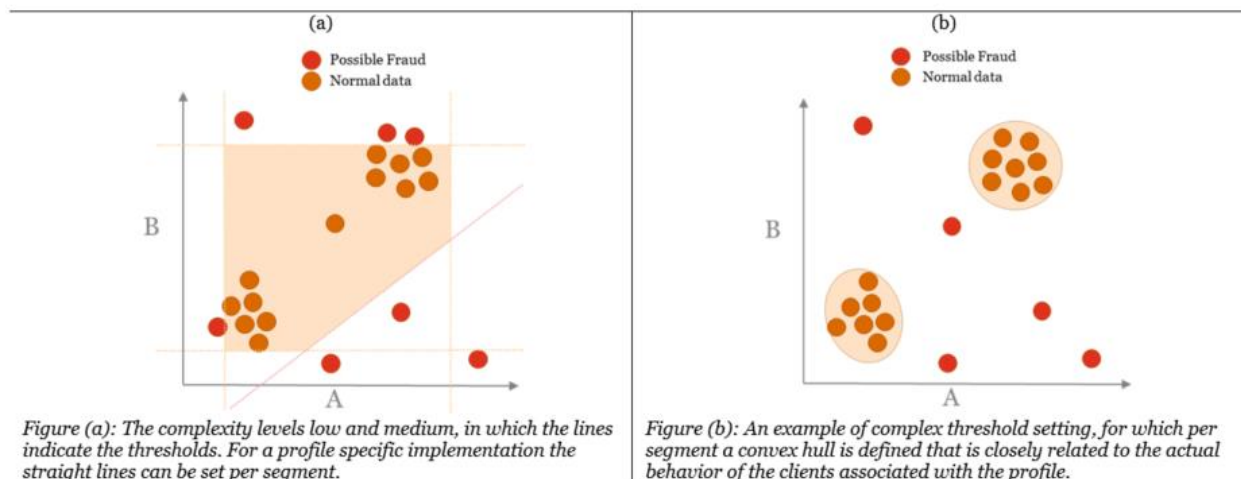 (a)
Possible Fraud
Normal data
B
A
Figure (a): The complexity levels low and medium, in which the lines
indicate the thresholds. For a profile specific implementation the
straight lines can be set per segment.
(b)
Possible Fraud
Normal data
B
A
Figure (b): An example of complex threshold setting, for which per
segment a convex hull is defined that is closely related to the actual
behavior of the clients associated with the profile.